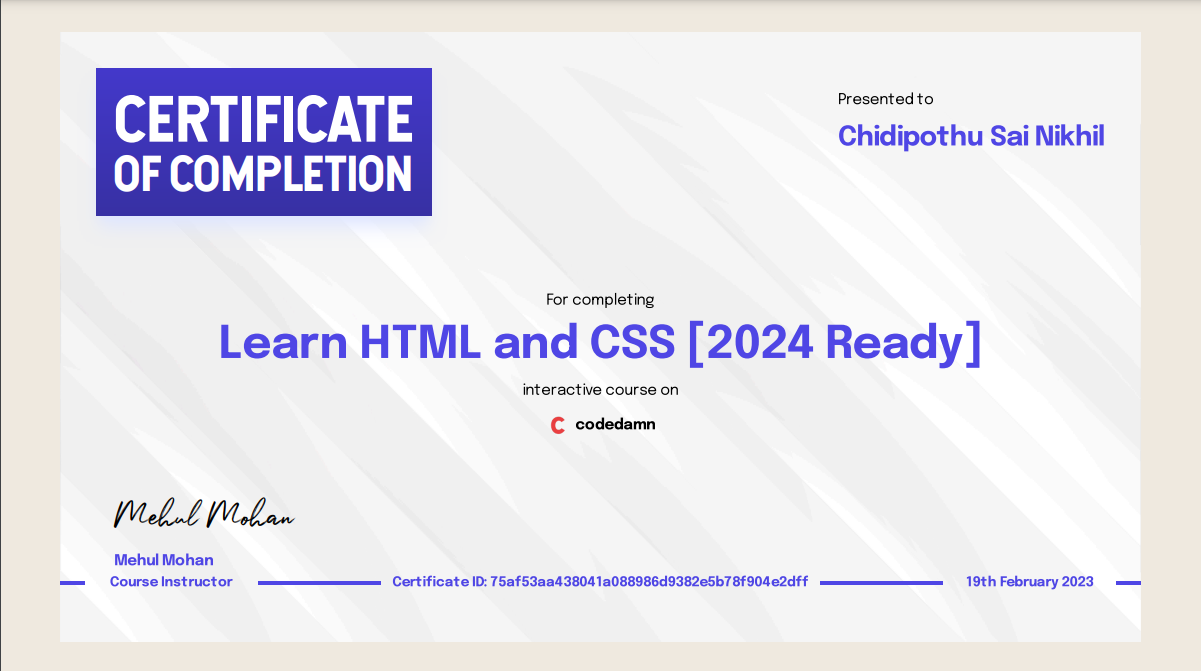 CERTIFICATE
OF COMPLETION
Presented to
Chidipothu Sai Nikhil
For completing
Learn HTML and CSS [2024 Ready]
interactive course on
codedamn
Mehul Mohan
Mehul Mohan
Course Instructor
Certificate ID: 75af53aa438041a088986d9382e5b78f904e2dff
19th February 2023